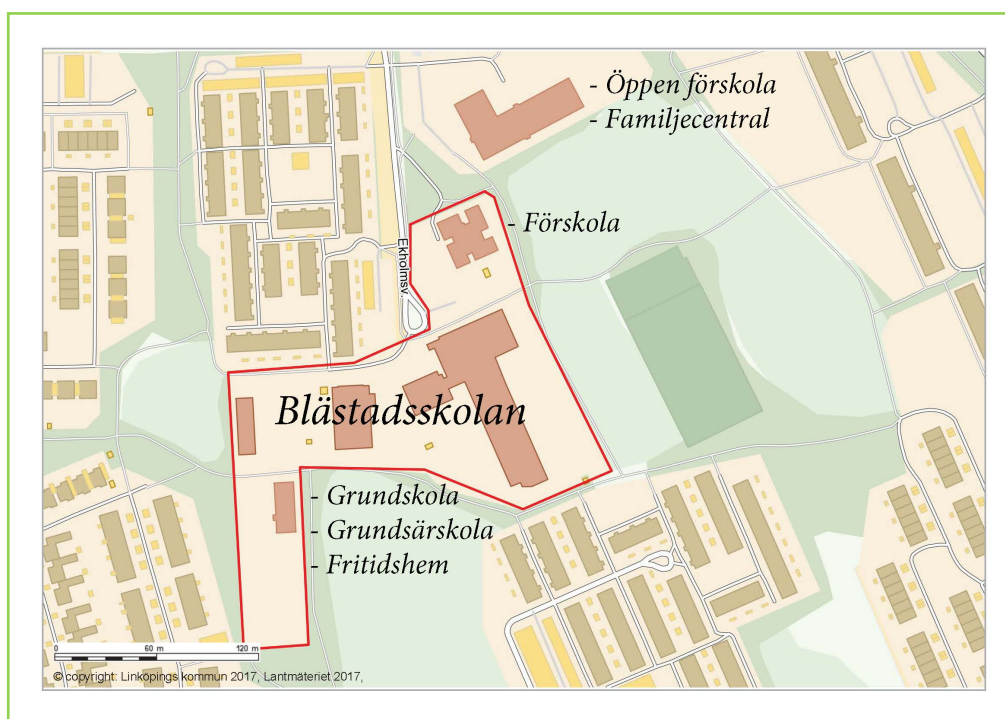 - Öppen förskola
- Familjecentral
- Förskola
Ekholmsv.
Blästadsskolan
- Grundskola
- Grundsärskola
- Fritidshem
0 60 m 120 m
© copyright: Linköpings kommun 2017, Lantmäteriet 2017,